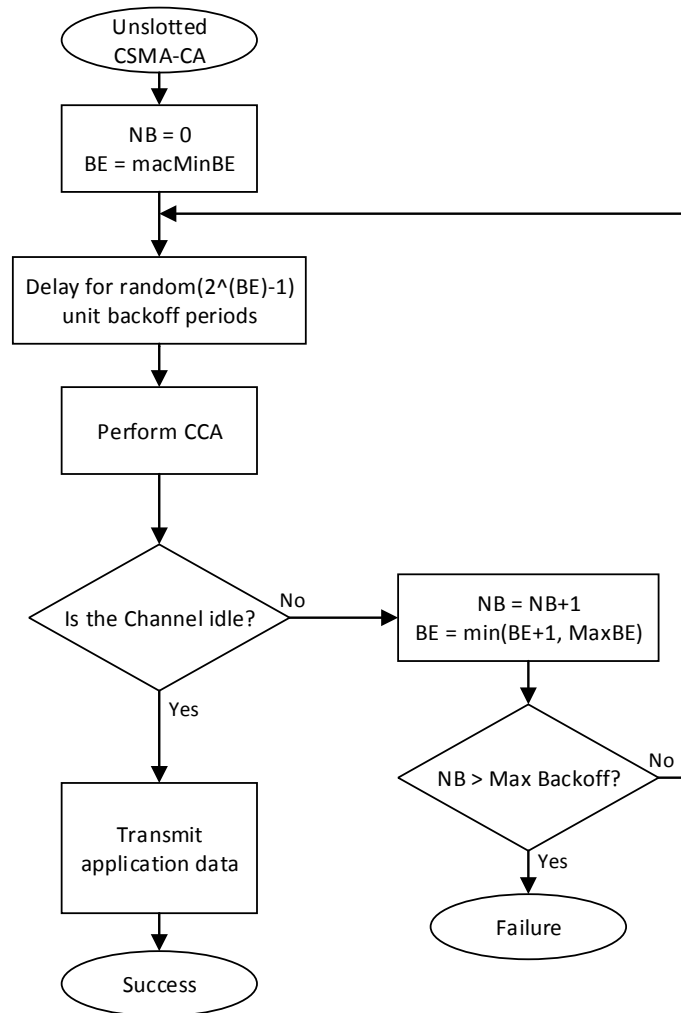 Unslotted
CSMA-CA
NB = 0
BE = macMinBE
Delay for random(2^(BE)-1)
unit backoff periods
Perform CCA
Is the Channel idle?
No
NB = NB+1
BE = min(BE+1, MaxBE)
Yes
NB > Max Backoff?
No
Transmit
application data
Yes
Failure
Success